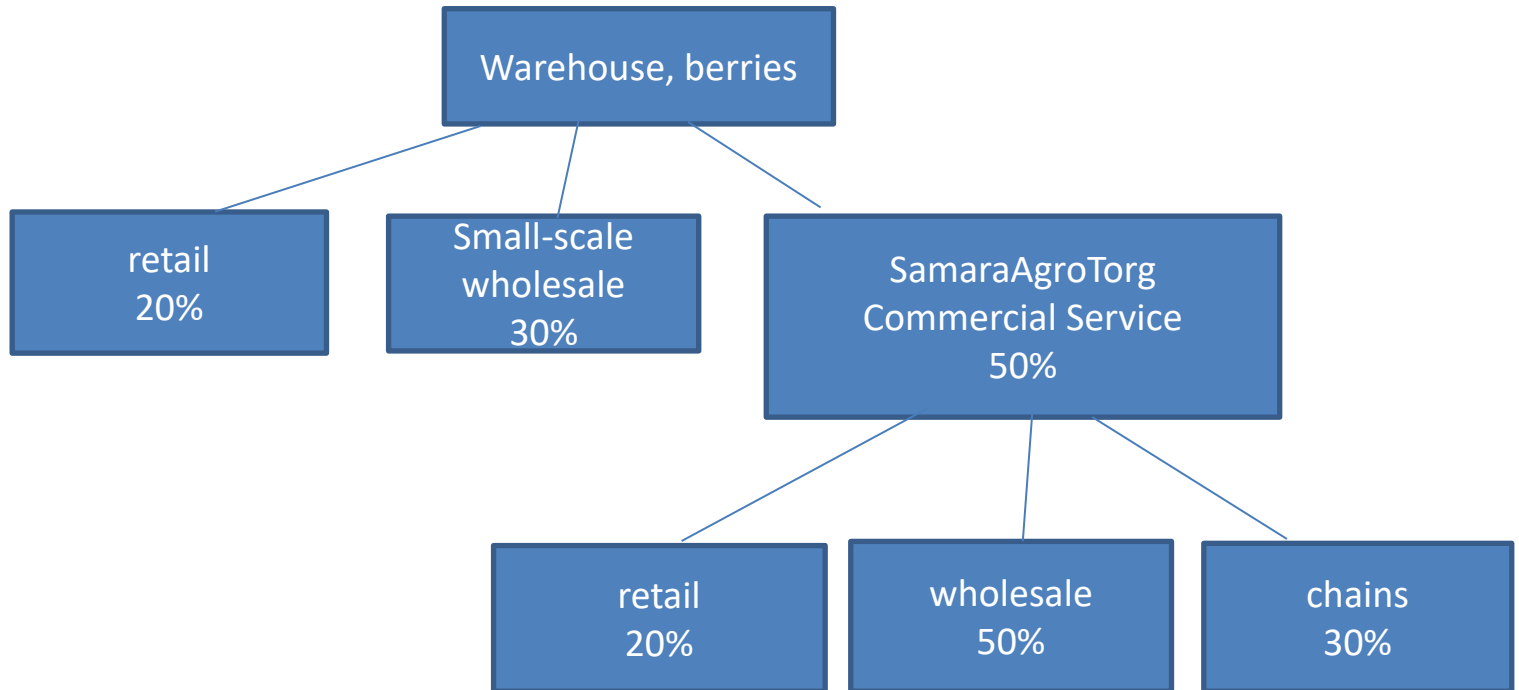 Warehouse, berries
retail
20%
Small-scale
wholesale
30%
SamaraAgroTorg
Commercial Service
50%
retail
20%
wholesale
50%
chains
30%